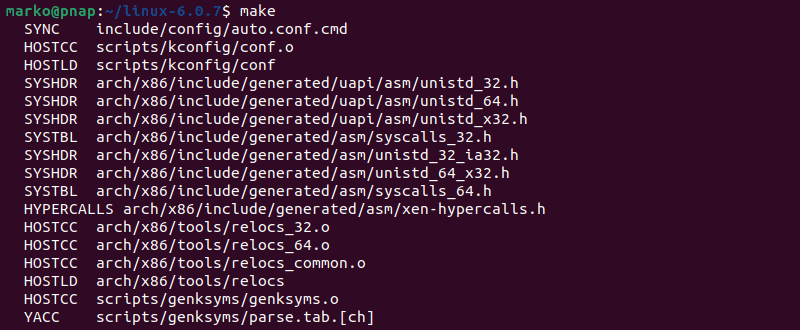 marko@pnap:~/linux-6.0.7$ make
  SYNC    include/config/auto.conf.cmd
  HOSTCC  scripts/kconfig/conf.o
  HOSTLD  scripts/kconfig/conf
  SYSHDR  arch/x86/include/generated/uapi/asm/unistd_32.h
  SYSHDR  arch/x86/include/generated/uapi/asm/unistd_64.h
  SYSHDR  arch/x86/include/generated/uapi/asm/unistd_x32.h
  SYSTBL  arch/x86/include/generated/asm/syscalls_32.h
  SYSHDR  arch/x86/include/generated/asm/unistd_32_ia32.h
  SYSHDR  arch/x86/include/generated/asm/unistd_64_x32.h
  SYSTBL  arch/x86/include/generated/asm/syscalls_64.h
  HYPERCALLS arch/x86/include/generated/asm/xen-hypercalls.h
  HOSTCC  arch/x86/tools/relocs_32.o
  HOSTCC  arch/x86/tools/relocs_64.o
  HOSTCC  arch/x86/tools/relocs_common.o
  HOSTLD  arch/x86/tools/relocs
  HOSTCC  scripts/genksyms/genksyms.o
  YACC    scripts/genksyms/parse.tab.[ch]